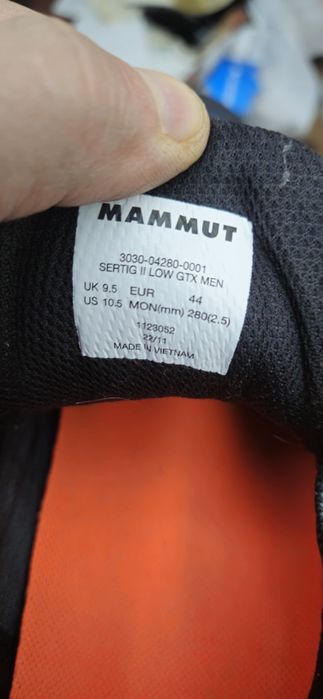 MAMMUT
3030-04280-0001
SERTIG II LOW GTX MEN
UK 9.5 EUR 44
US 10.5 MON(mm) 280(2.5)
1123052
22/11
MADE IN VIETNAM